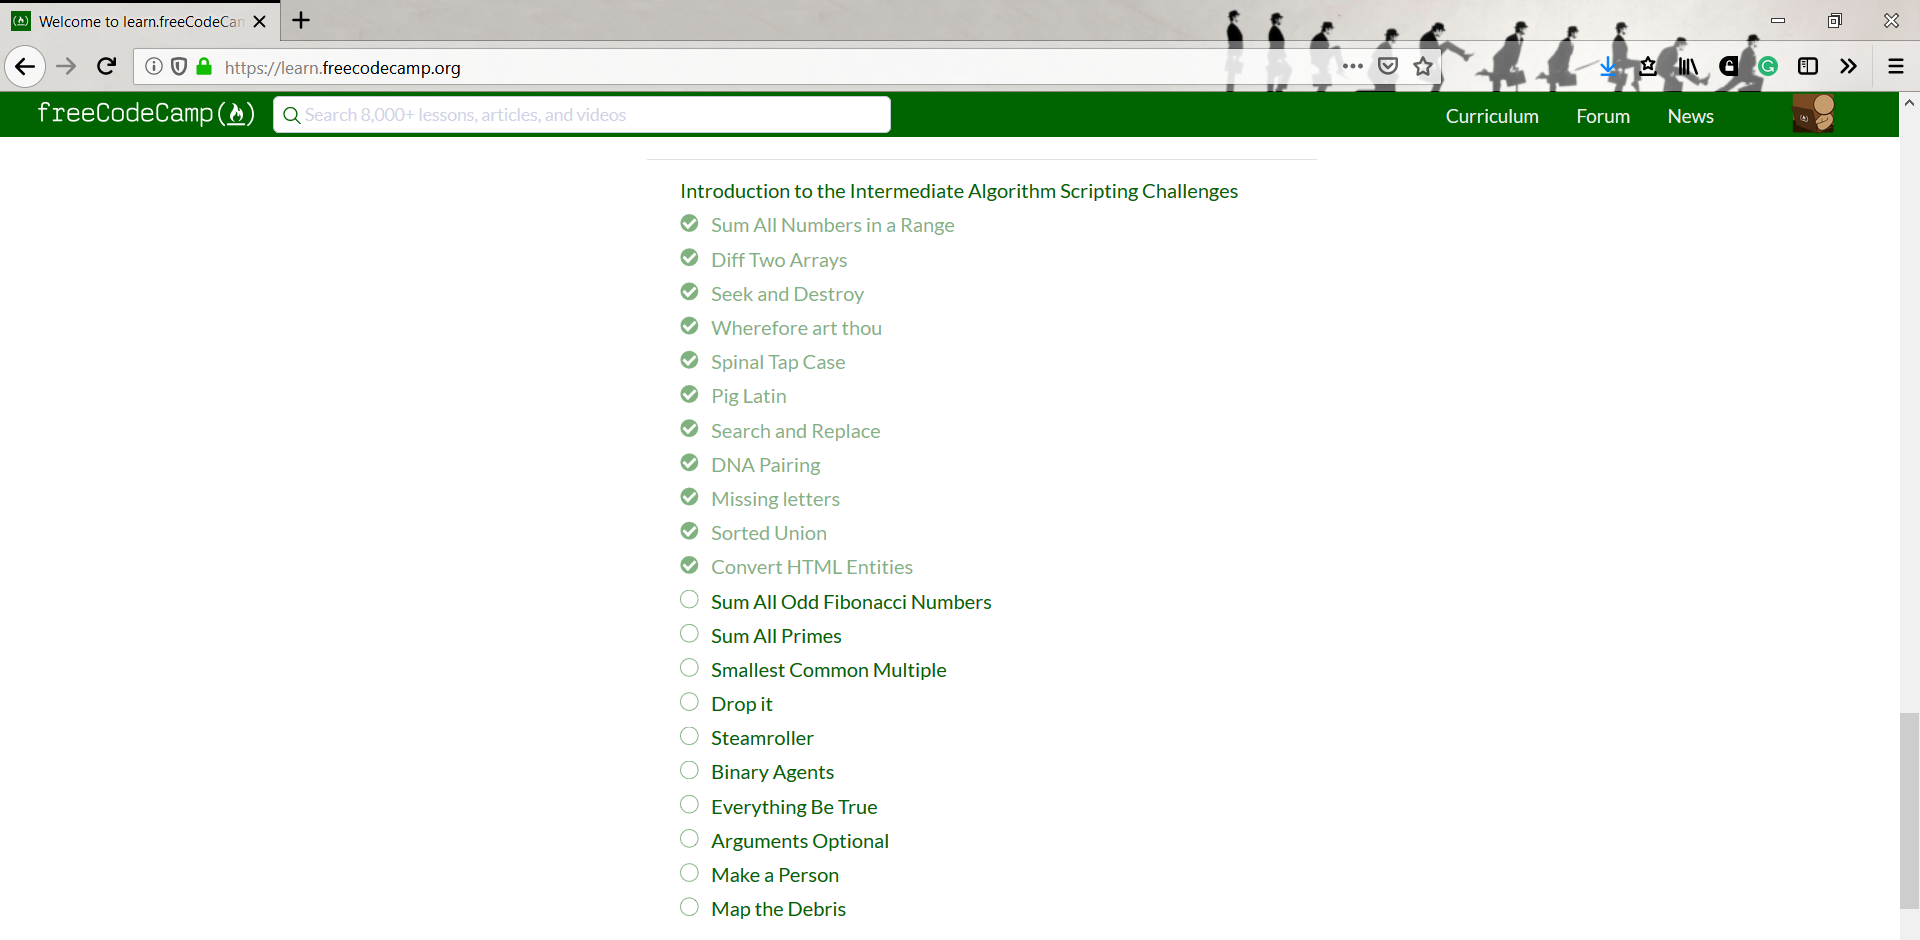 Welcome to learn.freeCodeCam
https://learn.freecodecamp.org
freeCodeCamp
Search 8,000+ lessons, articles, and videos
Curriculum
Forum
News
Introduction to the Intermediate Algorithm Scripting Challenges
Sum All Numbers in a Range
Diff Two Arrays
Seek and Destroy
Wherefore art thou
Spinal Tap Case
Pig Latin
Search and Replace
DNA Pairing
Missing letters
Sorted Union
Convert HTML Entities
Sum All Odd Fibonacci Numbers
Sum All Primes
Smallest Common Multiple
Drop it
Steamroller
Binary Agents
Everything Be True
Arguments Optional
Make a Person
Map the Debris